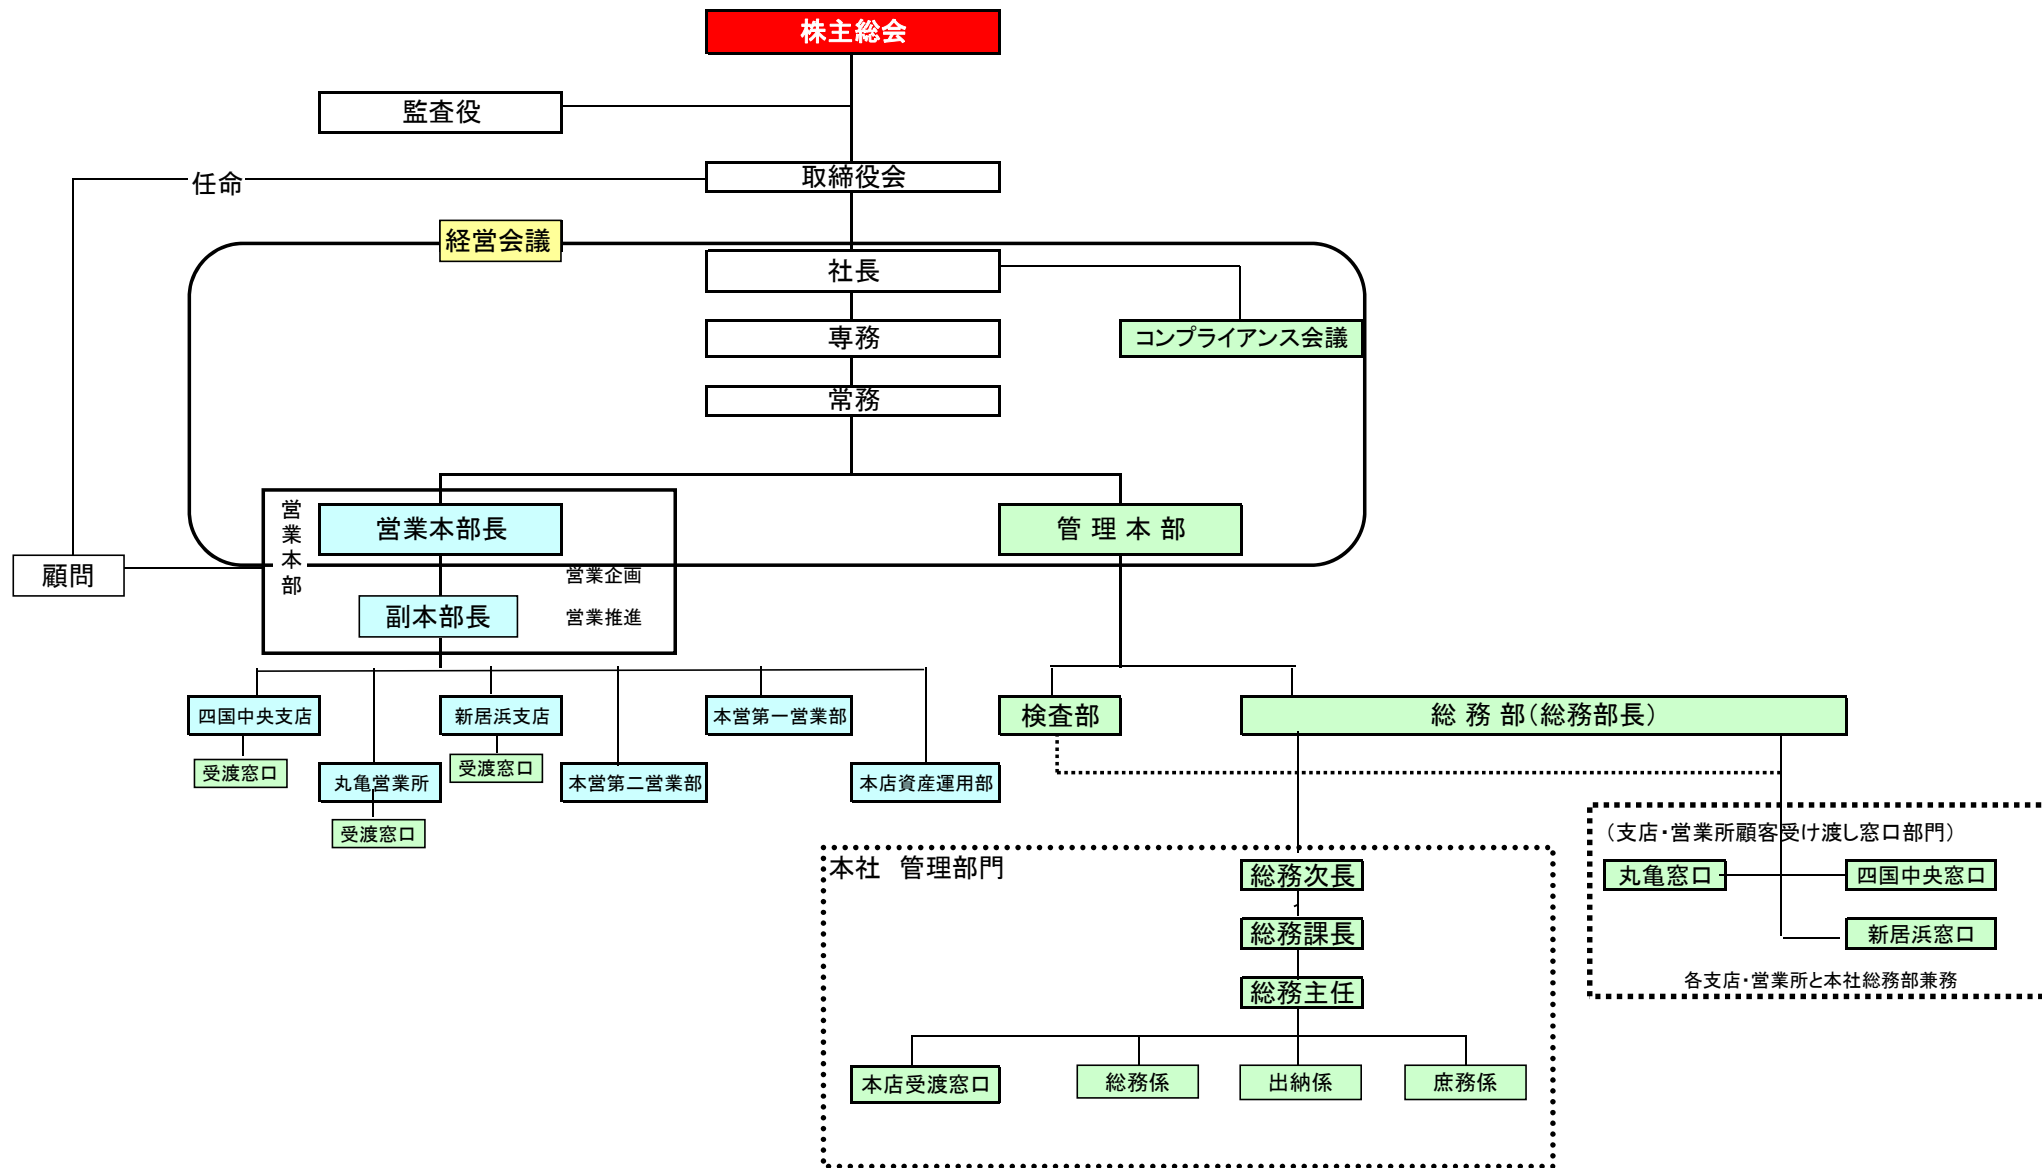 株主総会
監査役
取締役会
任命
経営会議
社長
専務
コンプライアンス会議
常務
営業本部
営業本部長
管 理 本 部
顧問
営業企画
副本部長
営業推進
四国中央支店
新居浜支店
本営第一営業部
検査部
総 務 部（総務部長）
受渡窓口
丸亀営業所
受渡窓口
本営第二営業部
本店資産運用部
受渡窓口
（支店・営業所顧客受け渡し窓口部門）
本社　管理部門
総務次長
丸亀窓口
四国中央窓口
総務課長
新居浜窓口
各支店・営業所と本社総務部兼務
総務主任
本店受渡窓口
総務係
出納係
庶務係